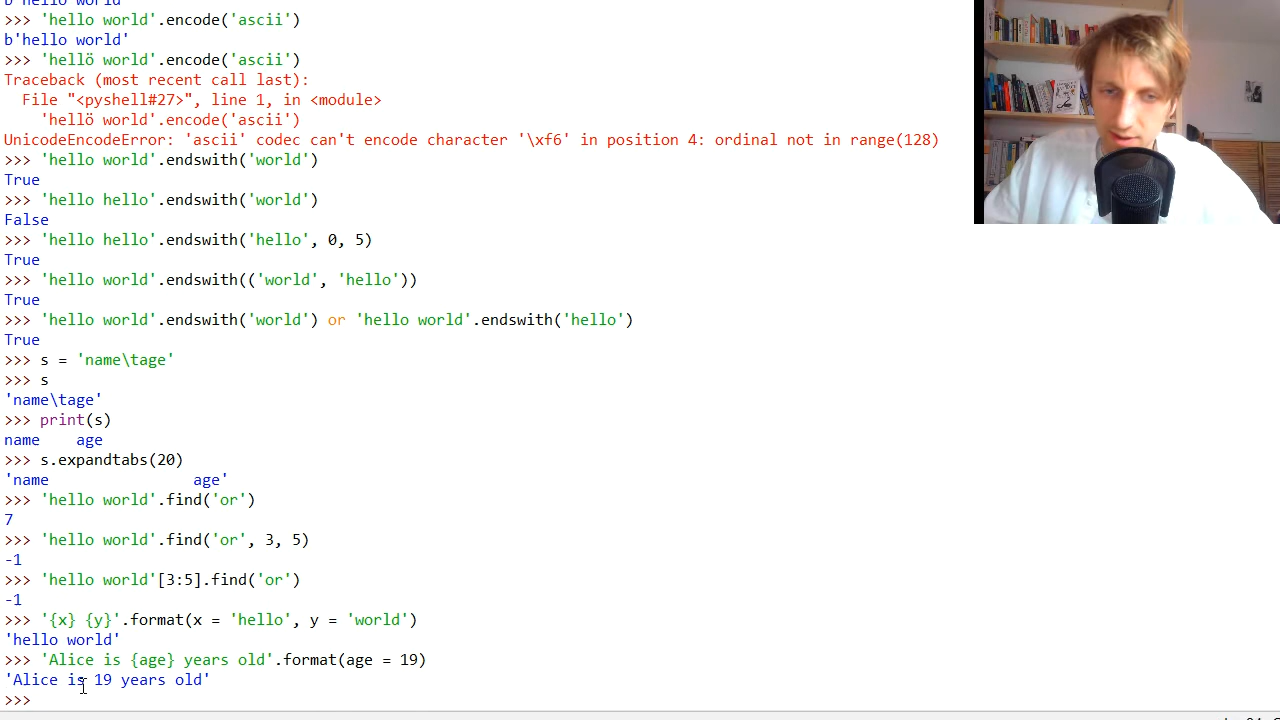 b'hello world'
>>> 'hello world'.encode('ascii')
b'hello world'
>>> 'hellö world'.encode('ascii')
Traceback (most recent call last):
  File "<pyshell#27>", line 1, in <module>
    'hellö world'.encode('ascii')
UnicodeEncodeError: 'ascii' codec can't encode character '\xf6' in position 4: ordinal not in range(128)
>>> 'hello world'.endswith('world')
True
>>> 'hello hello'.endswith('world')
False
>>> 'hello hello'.endswith('hello', 0, 5)
True
>>> 'hello world'.endswith(('world', 'hello'))
True
>>> 'hello world'.endswith('world') or 'hello world'.endswith('hello')
True
>>> s = 'name\tage'
>>> s
'name\tage'
>>> print(s)
name    age
>>> s.expandtabs(20)
'name                age'
>>> 'hello world'.find('or')
7
>>> 'hello world'.find('or', 3, 5)
-1
>>> 'hello world'[3:5].find('or')
-1
>>> '{x} {y}'.format(x = 'hello', y = 'world')
'hello world'
>>> 'Alice is {age} years old'.format(age = 19)
'Alice is 19 years old'
>>>